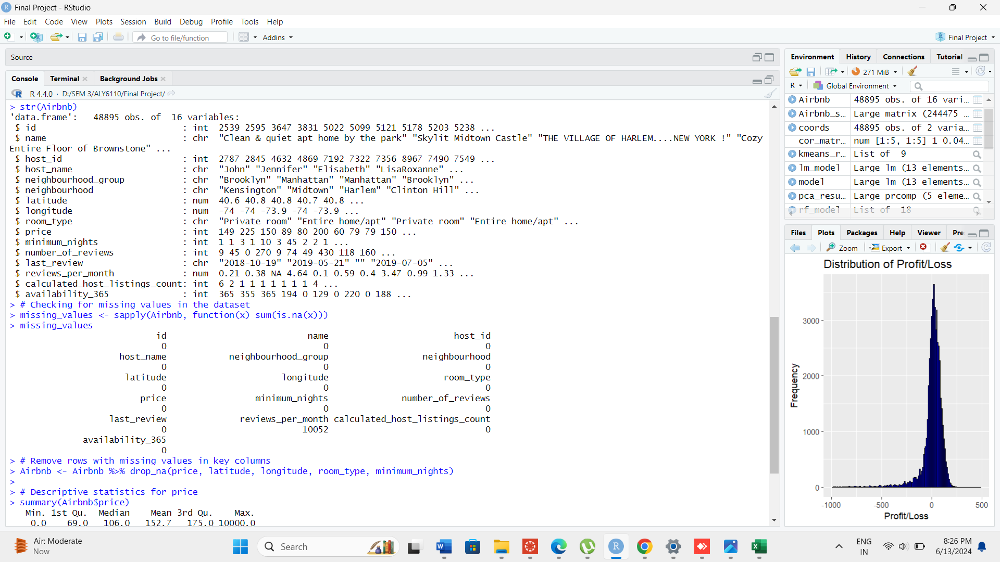 Final Project - RStudio
File Edit Code View Plots Session Build Debug Profile Tools Help
Go to file/function Addins
Final Project
Source
Console Terminal Background Jobs
R 4.4.0 · D:/SEM 3/ALY6110/Final Project/
> str(Airbnb)
'data.frame':	48895 obs. of  16 variables:
$ id                            : int  2539 2595 3647 3831 5022 5099 5121 5178 5203 5238 ...
$ name                          : chr  "Clean & quiet apt home by the park" "Skylit Midtown Castle" "THE VILLAGE OF HARLEM....NEW YORK !" "Cozy
Entire Floor of Brownstone" ...
$ host_id                       : int  2787 2845 4632 4869 7192 7322 7356 8967 7490 7549 ...
$ host_name                     : chr  "John" "Jennifer" "Elisabeth" "LisaRoxanne" ...
$ neighbourhood_group           : chr  "Brooklyn" "Manhattan" "Manhattan" "Brooklyn" ...
$ neighbourhood                 : chr  "Kensington" "Midtown" "Harlem" "Clinton Hill" ...
$ latitude                      : num  40.6 40.8 40.8 40.7 40.8 ...
$ longitude                     : num  -74 -74 -73.9 -74 -73.9 ...
$ room_type                     : chr  "Private room" "Entire home/apt" "Private room" "Entire home/apt" ...
$ price                         : int  149 225 150 89 80 200 60 79 79 150 ...
$ minimum_nights                : int  1 1 3 1 10 3 45 2 2 1 ...
$ number_of_reviews             : int  9 45 0 270 9 74 49 430 118 160 ...
$ last_review                   : chr  "2018-10-19" "2019-05-21" "" "2019-07-05" ...
$ reviews_per_month             : num  0.21 0.38 NA 4.64 0.1 0.59 0.4 3.47 0.99 1.33 ...
$ calculated_host_listings_count: int  6 2 1 1 1 1 1 1 1 4 ...
$ availability_365              : int  365 355 365 194 0 129 0 220 0 188 ...
> # Checking for missing values in the dataset
> missing_values <- sapply(Airbnb, function(x) sum(is.na(x)))
> missing_values
id name host_id
0 0 0
host_name neighbourhood_group neighbourhood
0 0 0
latitude longitude room_type
0 0 0
price minimum_nights number_of_reviews
0 0 0
last_review reviews_per_month calculated_host_listings_count
0 10052 0
availability_365
0
> # Remove rows with missing values in key columns
> Airbnb <- Airbnb %>% drop_na(price, latitude, longitude, room_type, minimum_nights)
>
> # Descriptive statistics for price
> summary(Airbnb$price)
Min. 1st Qu. Median Mean 3rd Qu. Max.
0.0 69.0 106.0 152.7 175.0 10000.0
Environment History Connections Tutorial
271 MiB
R Global Environment
Airbnb 48895 obs. of 16 vari...
Airbnb_s... Large matrix (244475 ...
coords 48895 obs. of 2 varia...
cor_matr... num [1:5, 1:5] 1 0.04...
kmeans_r... List of 9
lm_model Large lm (13 elements...
model Large lm (13 elements...
pca_resu... Large prcomp (5 eleme...
rf_model List of 18
Files Plots Packages Help Viewer Pre
Zoom Export
Distribution of Profit/Loss
Frequency
3000
2000
1000
0
-1000 -500 0 500
Profit/Loss
Air: Moderate
Now
Search
ENG
IN
8:26 PM
6/13/2024